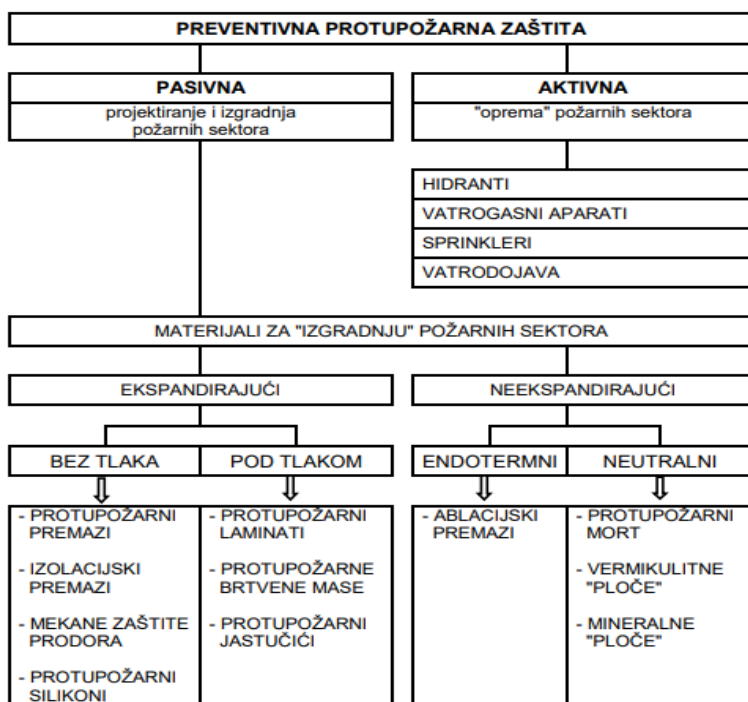 PREVENTIVNA PROTUPOŽARNA ZAŠTITA
PASIVNA
projektiranje i izgradnja
požarnih sektora
AKTIVNA
"oprema" požarnih sektora
HIDRANTI
VATROGASNI APARATI
SPRINKLERI
VATRODOJAVA
MATERIJALI ZA "IZGRADNJU" POŽARNIH SEKTORA
EKSPANDIRAJUĆI
NEEKSPANDIRAJUĆI
BEZ TLAKA
POD TLAKOM
ENDOTERMNI
NEUTRALNI
- PROTUPOŽARNI
PREMAZI
- IZOLACIJSKI
PREMAZI
- MEKANE ZAŠTITE
PRODORA
- PROTUPOŽARNI
SILIKONI
- PROTUPOŽARNI
LAMINATI
- PROTUPOŽARNE
BRTVENE MASE
- PROTUPOŽARNI
JASTUČIĆI
- ABLACIJSKI
PREMAZI
- PROTUPOŽARNI
MORT
- VERMIKULITNE
"PLOČE"
- MINERALNE
"PLOČE"